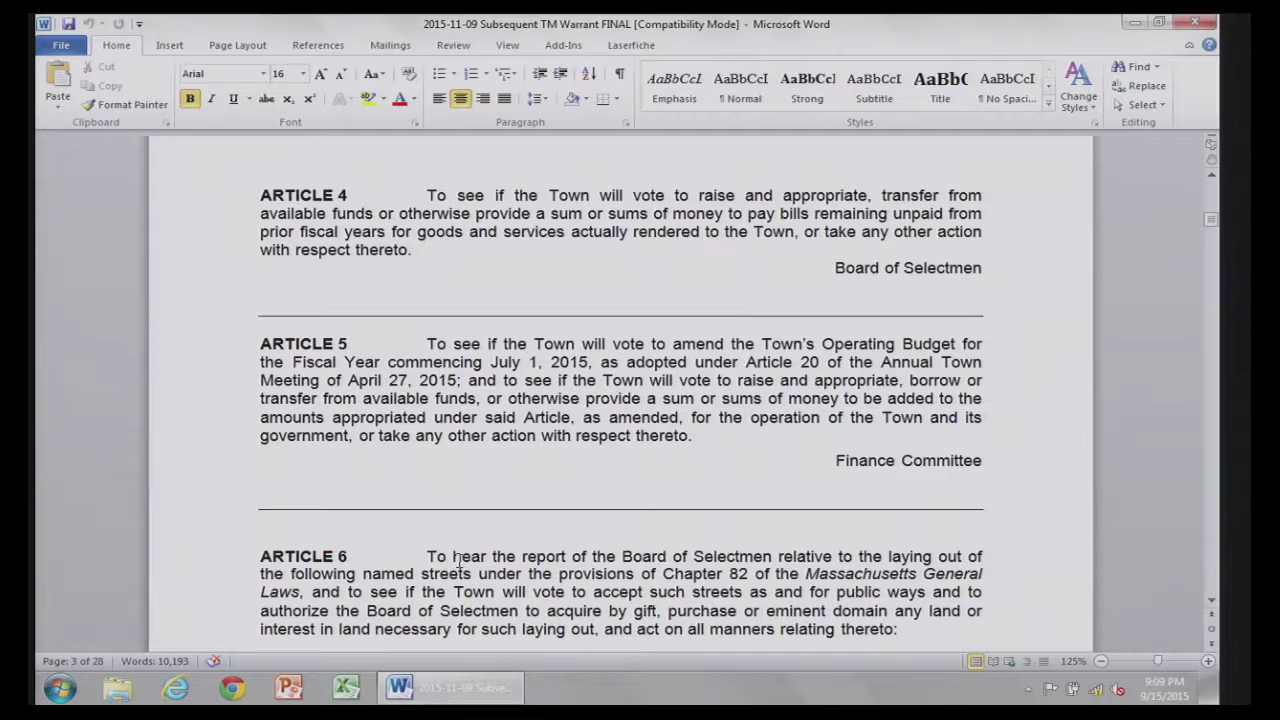 2015-11-09 Subsequent TM Warrant FINAL [Compatibility Mode] - Microsoft Word
File Home Insert Page Layout References Mailings Review View Add-Ins Laserfiche
Cut
Copy
Paste
Format Painter
Clipboard
Arial 16
Font
Paragraph
AaBbCcI AaBbCcI AaBbCcI AaBbCcI AaBbC AaBbCcI
Emphasis ¶ Normal Strong Subtitle Title ¶ No Spaci...
Styles
Change
Styles
Find
Replace
Select
Editing
ARTICLE 4 To see if the Town will vote to raise and appropriate, transfer from
available funds or otherwise provide a sum or sums of money to pay bills remaining unpaid from
prior fiscal years for goods and services actually rendered to the Town, or take any other action
with respect thereto.
Board of Selectmen
ARTICLE 5 To see if the Town will vote to amend the Town's Operating Budget for
the Fiscal Year commencing July 1, 2015, as adopted under Article 20 of the Annual Town
Meeting of April 27, 2015; and to see if the Town will vote to raise and appropriate, borrow or
transfer from available funds, or otherwise provide a sum or sums of money to be added to the
amounts appropriated under said Article, as amended, for the operation of the Town and its
government, or take any other action with respect thereto.
Finance Committee
ARTICLE 6 To hear the report of the Board of Selectmen relative to the laying out of
the following named streets under the provisions of Chapter 82 of the Massachusetts General
Laws, and to see if the Town will vote to accept such streets as and for public ways and to
authorize the Board of Selectmen to acquire by gift, purchase or eminent domain any land or
interest in land necessary for such laying out, and act on all manners relating thereto:
Page: 3 of 28 Words: 10,193 125%
2015-11-09 Subse...
9:09 PM
9/15/2015